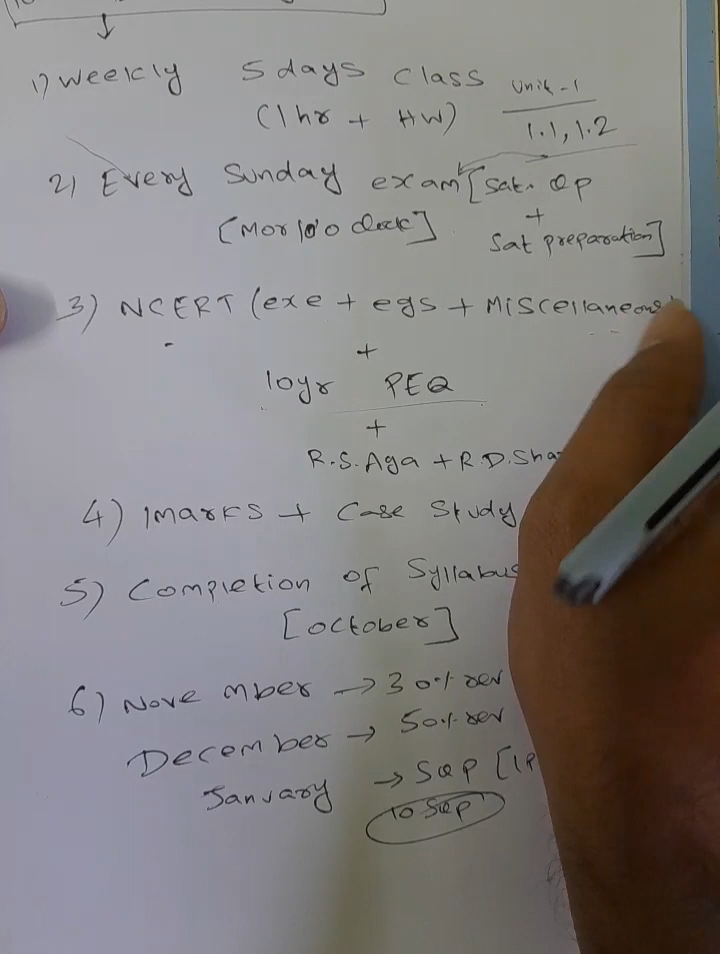 1) Weekly 5 days class Unit-1
(1hr + HW) 1.1, 1.2
2) Every Sunday exam [Sat. QP
+
[Mor 10'o clock] Sat preparation]
3) NCERT (exe + egs + Miscellaneous
+
10yr PEQ
+
R.S.Aga + R.D.Sha
4) 1marks + Case Study
5) Completion of Syllabus
[October]
6) November → 30% rev
December → 50% rev
January → SQP [1P
10 SQP